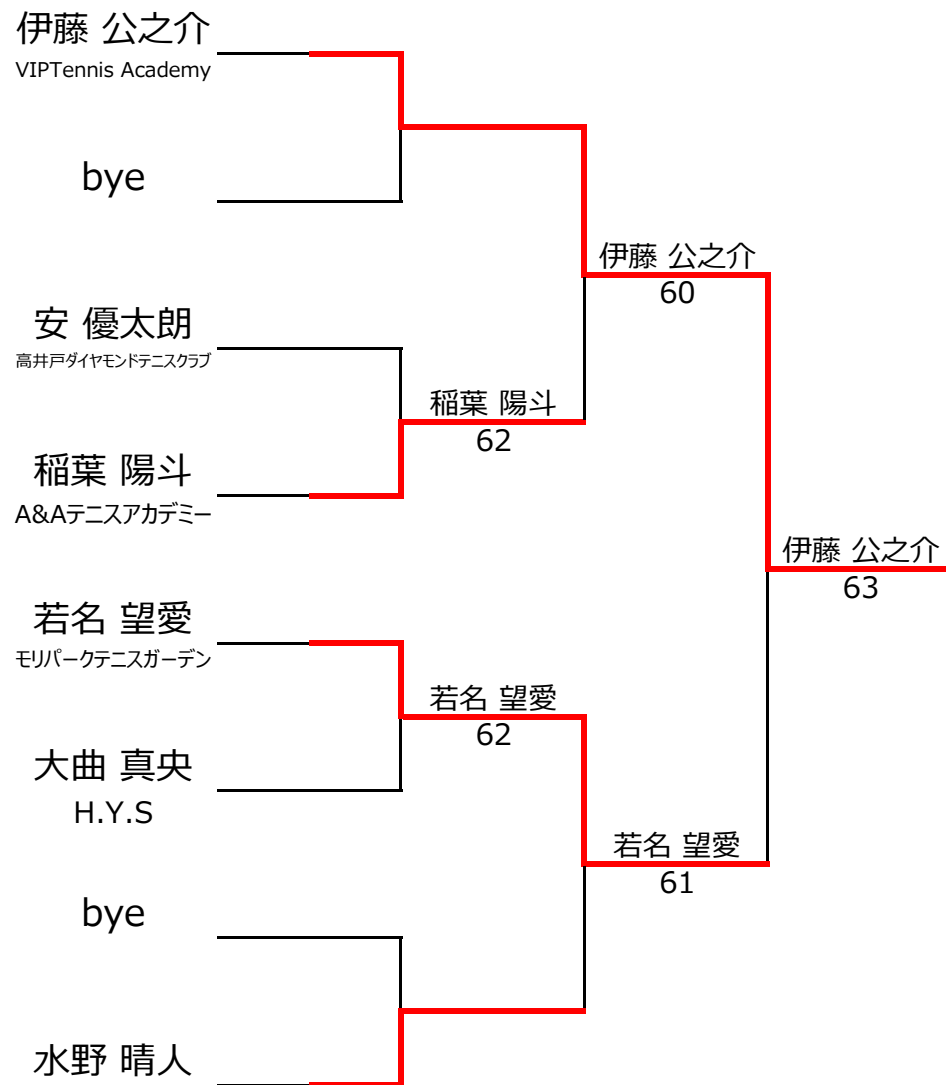 伊藤 公之介
VIPTennis Academy
bye
伊藤 公之介
60
安 優太朗
高井戸ダイヤモンドテニスクラブ
稲葉 陽斗
62
稲葉 陽斗
A&Aテニスアカデミー
伊藤 公之介
63
若名 望愛
モリパークテニスガーデン
若名 望愛
62
大曲 真央
H.Y.S
若名 望愛
61
bye
水野 晴人